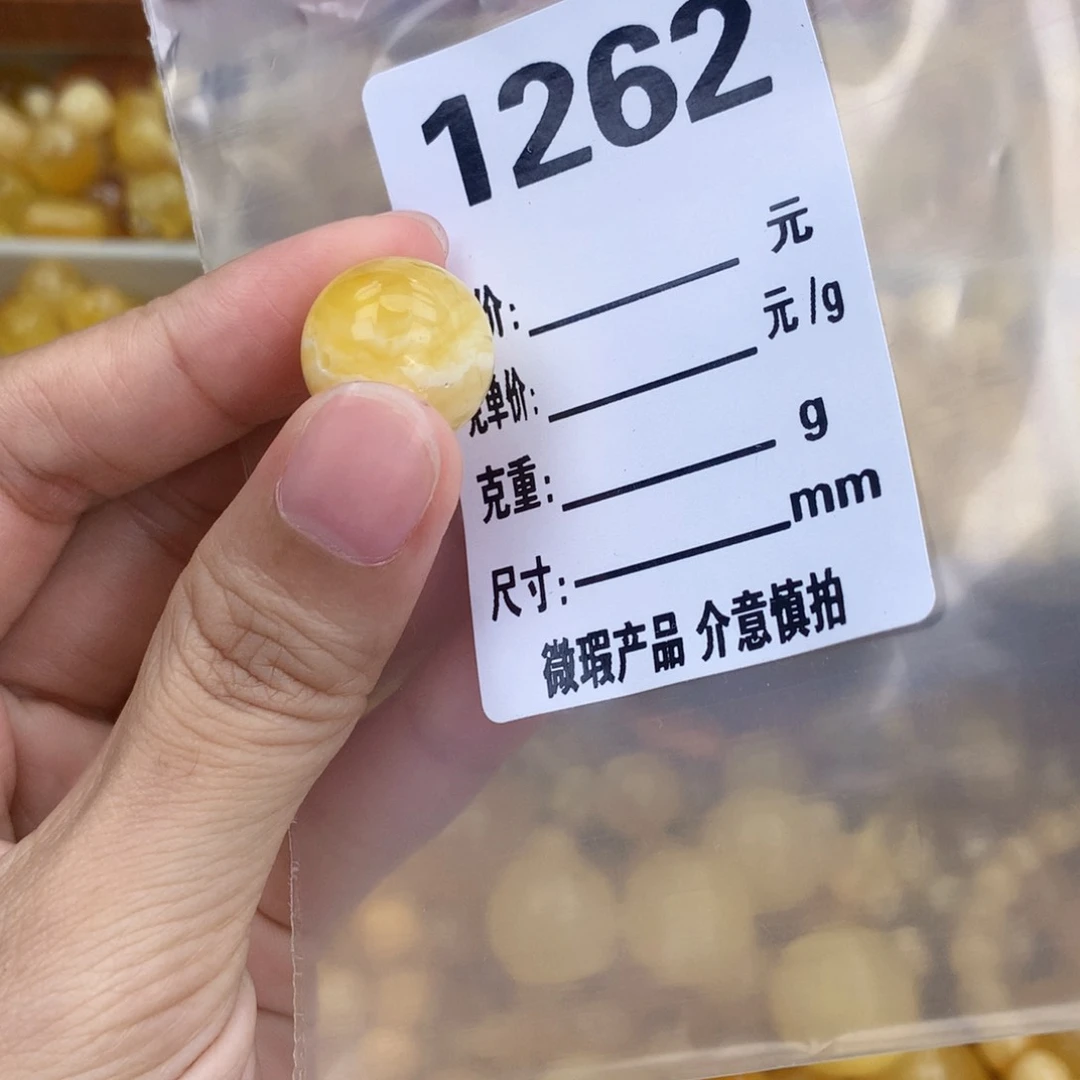 1262
价: 元
克单价: 元/g
克重: g
尺寸: mm
微瑕产品 介意慎拍